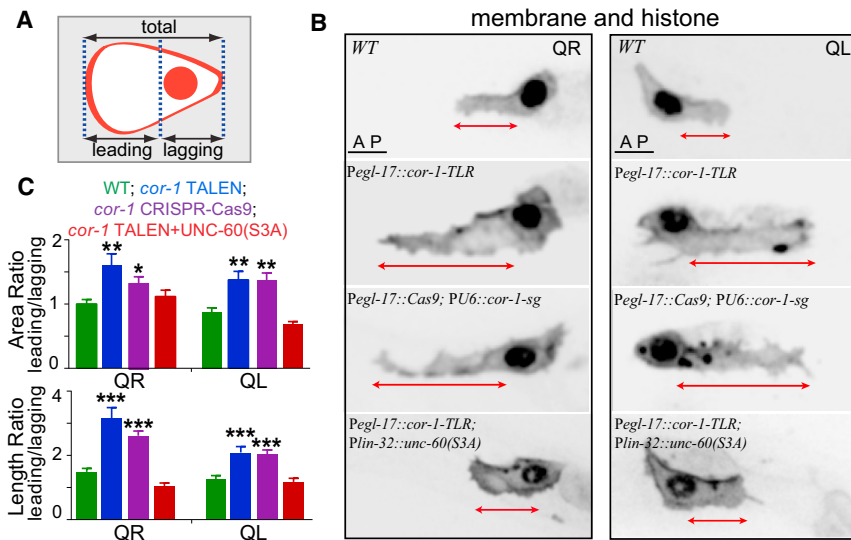 A
total
leading
lagging
B
membrane and histone
WT
QR
A P
WT
QL
A P
Pegl-17::cor-1-TLR
Pegl-17::cor-1-TLR
Pegl-17::Cas9; PU6::cor-1-sg
Pegl-17::Cas9; PU6::cor-1-sg
Pegl-17::cor-1-TLR;
Plin-32::unc-60(S3A)
Pegl-17::cor-1-TLR;
Plin-32::unc-60(S3A)
C
WT; cor-1 TALEN;
cor-1 CRISPR-Cas9;
cor-1 TALEN+UNC-60(S3A)
Area Ratio
leading/lagging
2
1
0
**
*
**
**
QR
QL
Length Ratio
leading/lagging
4
2
0
***
***
***
***
QR
QL